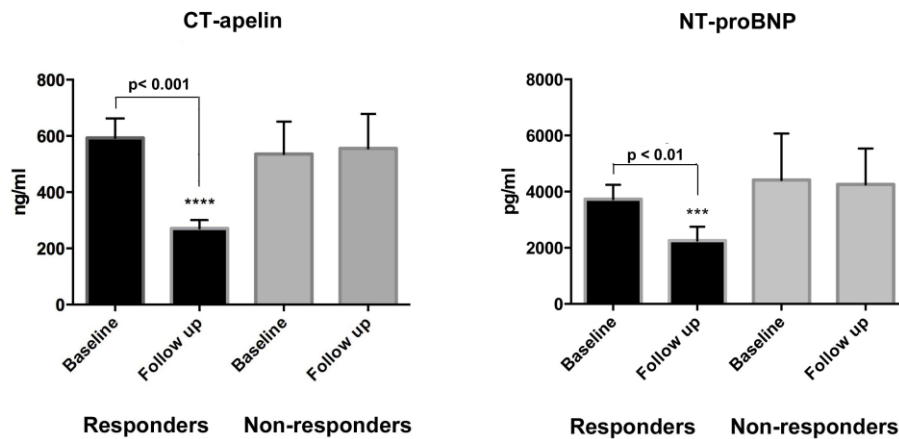 CT-apelin
800
600
400
200
0
ng/ml
p< 0.001
****
Baseline
Follow up
Baseline
Follow up
Responders
Non-responders
NT-proBNP
8000
6000
4000
2000
0
pg/ml
p < 0.01
***
Baseline
Follow up
Baseline
Follow up
Responders
Non-responders